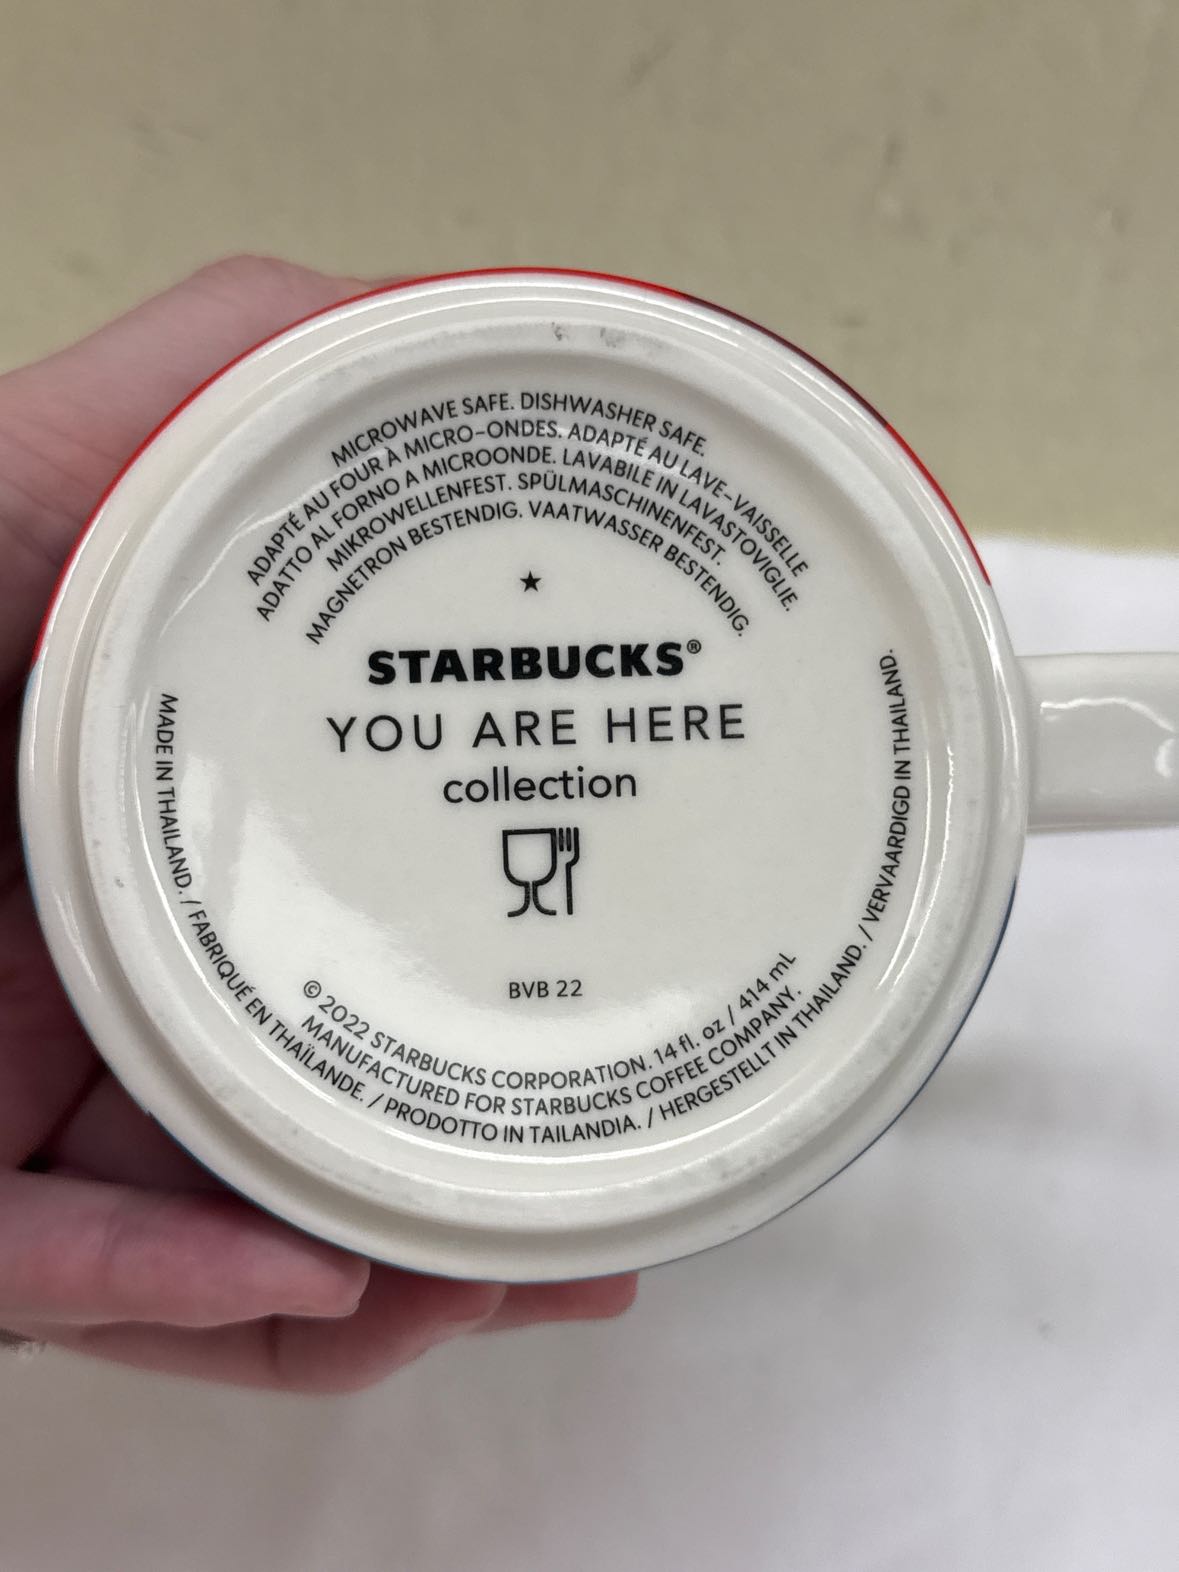 MICROWAVE SAFE. DISHWASHER SAFE.
ADAPTÉ AU FOUR À MICRO-ONDES. ADAPTÉ AU LAVE-VAISSELLE
ADATTO AL FORNO A MICROONDE. LAVABILE IN LAVASTOVIGLIE.
MIKROWELLENFEST. SPÜLMASCHINENFEST.
MAGNETRON BESTENDIG. VAATWASSER BESTENDIG.
STARBUCKS®
YOU ARE HERE
collection
BVB 22
© 2022 STARBUCKS CORPORATION. 14 fl. oz / 414 mL
MANUFACTURED FOR STARBUCKS COFFEE COMPANY.
MADE IN THAILAND. / FABRIQUÉ EN THAÏLANDE. / PRODOTTO IN TAILANDIA. / HERGESTELLT IN THAILAND. / VERVAARDIGD IN THAILAND.